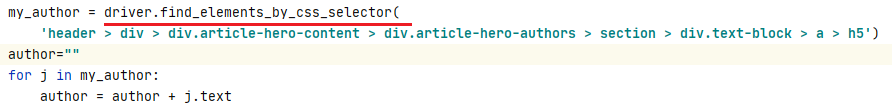 my_author = driver.find_elements_by_css_selector(
    'header > div > div.article-hero-content > div.article-hero-authors > section > div.text-block > a > h5')
author=""
for j in my_author:
    author = author + j.text